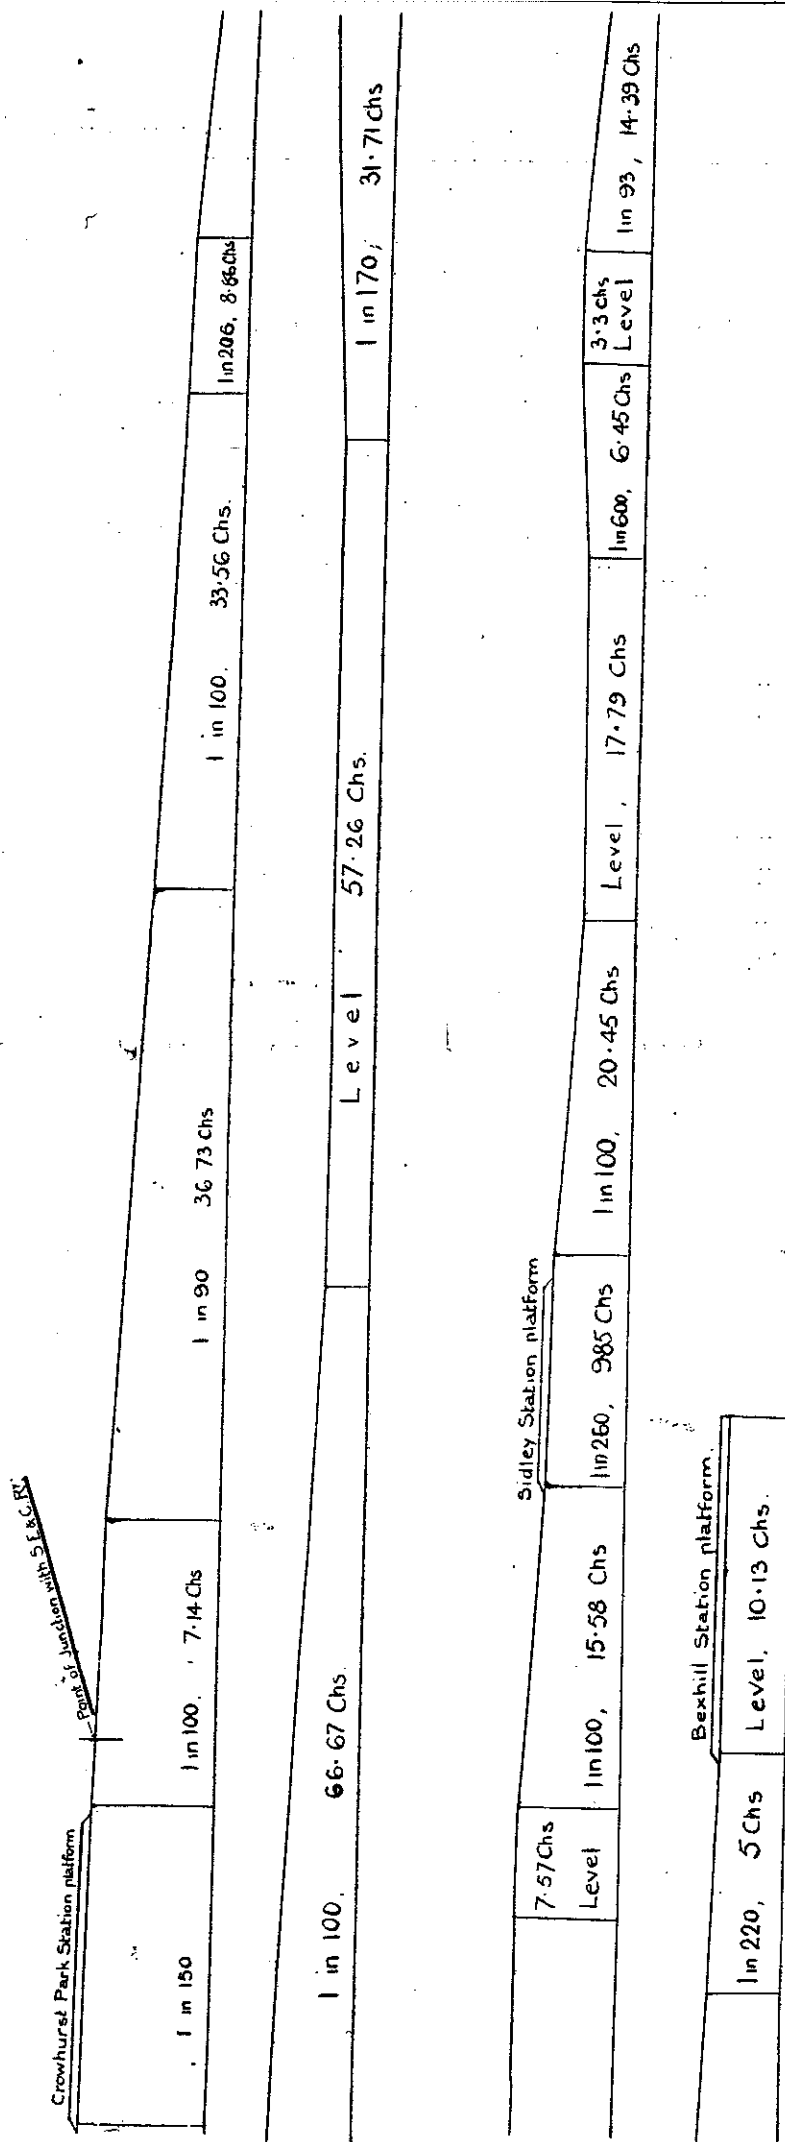 Crowhurst Park Station platform
1 in 150
Point of Junction with S.E. & C. Ry.
1 in 100. 7·14 Chs
1 in 90 36 73 Chs
1 in 100. 33·56 Chs.
1 in 206, 8·66 Chs
1 in 100. 66·67 Chs.
Level 57·26 Chs.
1 in 170, 31·71 chs
7·57 Chs
Level
1 in 100, 15·58 Chs
Sidley Station platform
1 in 260, 985 Chs
1 in 100, 20·45 Chs
Level, 17·79 Chs
1 in 600, 6·45 Chs
3·3 chs
Level
1 in 93, 14·39 Chs
1 in 220, 5 Chs
Bexhill Station platform.
Level, 10·13 Chs.